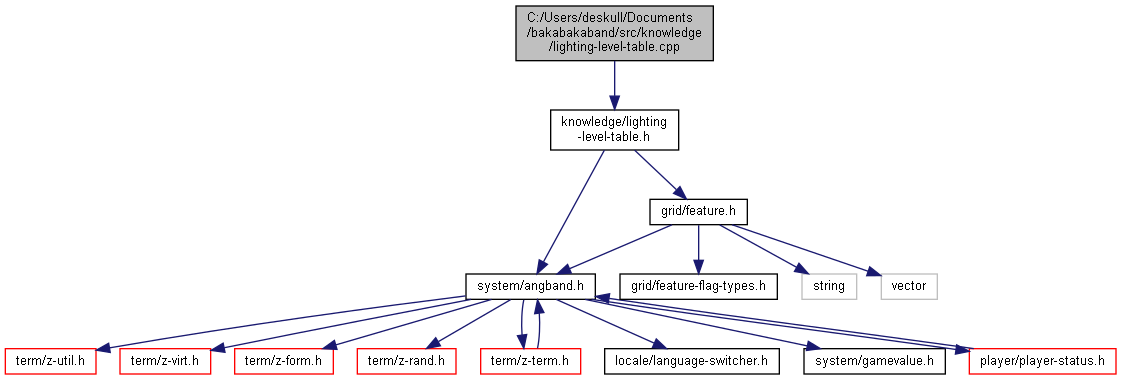 C:/Users/deskull/Documents
/bakabakaband/src/knowledge
/lighting-level-table.cpp
knowledge/lighting
-level-table.h
grid/feature.h
system/angband.h
grid/feature-flag-types.h
string
vector
term/z-util.h
term/z-virt.h
term/z-form.h
term/z-rand.h
term/z-term.h
locale/language-switcher.h
system/gamevalue.h
player/player-status.h